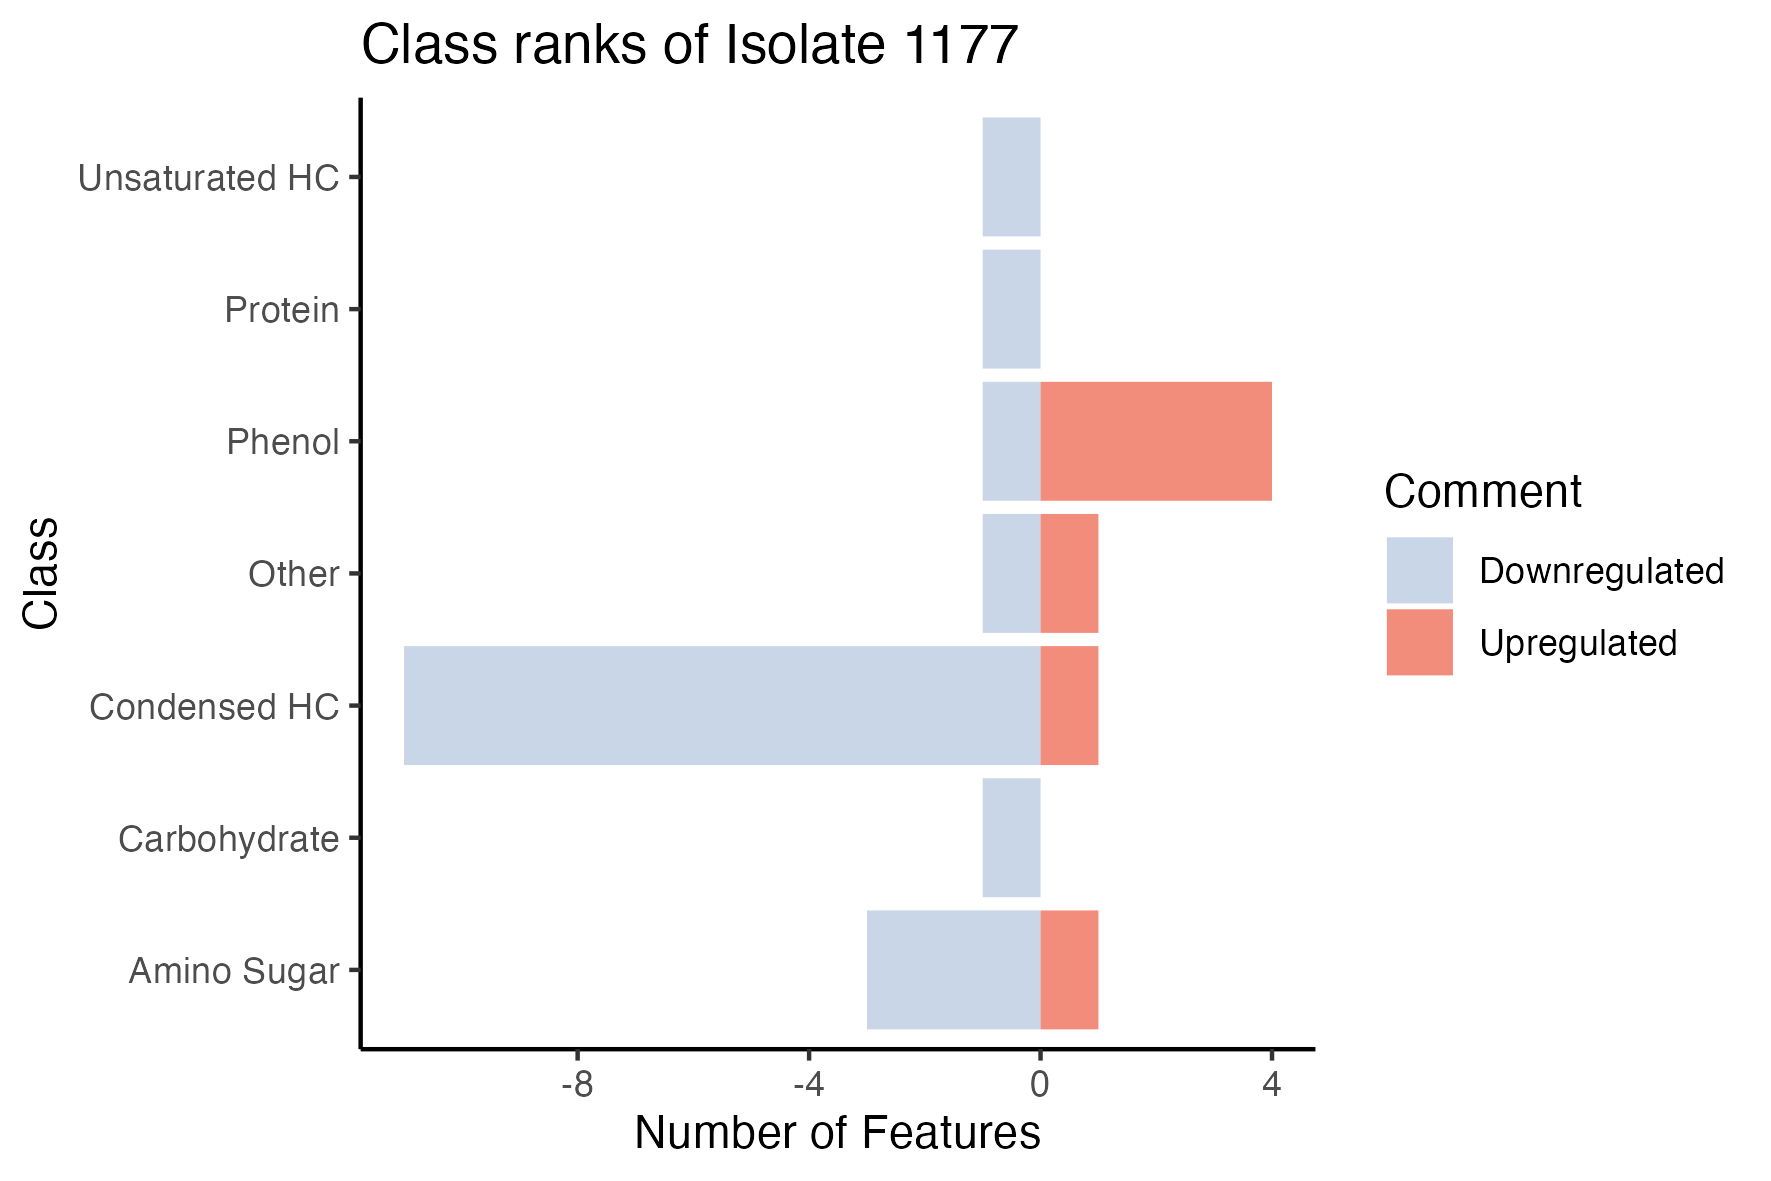 Class ranks of Isolate 1177
Class
Unsaturated HC
Protein
Phenol
Other
Condensed HC
Carbohydrate
Amino Sugar
-8 -4 0 4
Number of Features
Comment
Downregulated
Upregulated